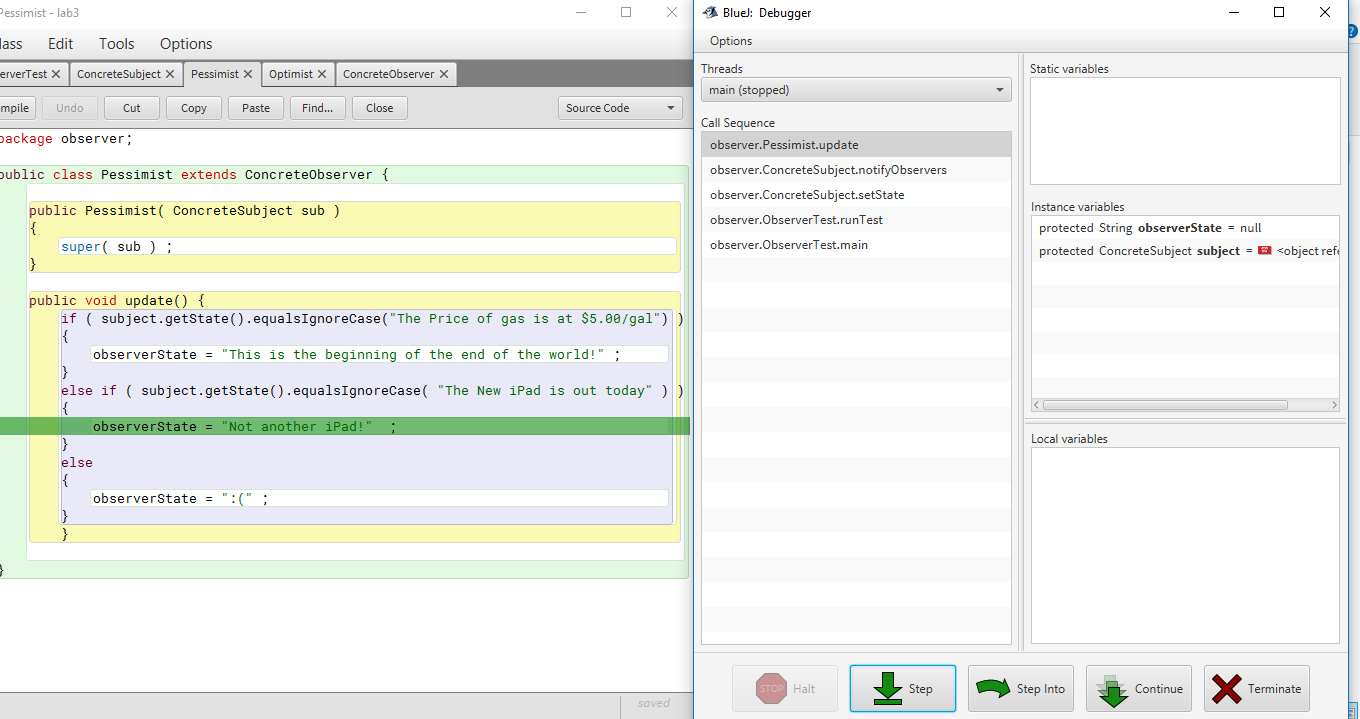 Pessimist - lab3
lass Edit Tools Options
erverTest ✕ ConcreteSubject ✕ Pessimist ✕ Optimist ✕ ConcreteObserver ✕
mpile Undo Cut Copy Paste Find... Close Source Code
package observer;
public class Pessimist extends ConcreteObserver {
public Pessimist( ConcreteSubject sub )
{
super( sub ) ;
}
public void update() {
if ( subject.getState().equalsIgnoreCase("The Price of gas is at $5.00/gal") )
{
observerState = "This is the beginning of the end of the world!" ;
}
else if ( subject.getState().equalsIgnoreCase( "The New iPad is out today" ) )
{
observerState = "Not another iPad!"  ;
}
else
{
observerState = ":(" ;
}
}
}
saved
BlueJ: Debugger
Options
Threads
main (stopped)
Call Sequence
observer.Pessimist.update
observer.ConcreteSubject.notifyObservers
observer.ConcreteSubject.setState
observer.ObserverTest.runTest
observer.ObserverTest.main
Static variables
Instance variables
protected String observerState = null
protected ConcreteSubject subject = <object refe
Local variables
STOP Halt Step Step Into Continue Terminate